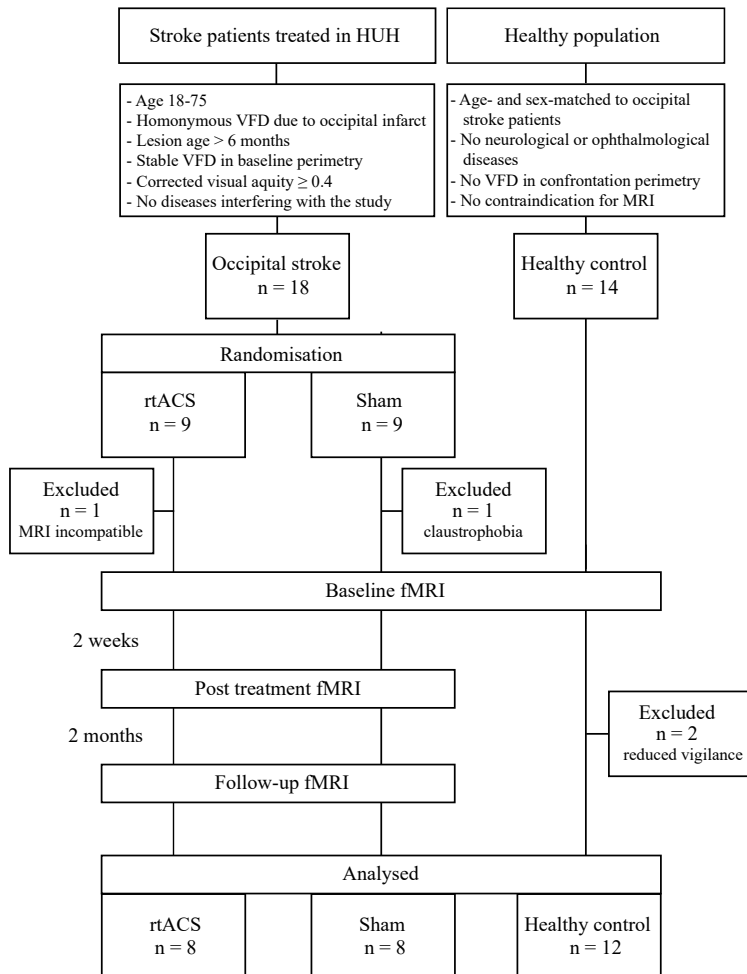 Stroke patients treated in HUH
Healthy population
- Age 18-75
- Homonymous VFD due to occipital infarct
- Lesion age > 6 months
- Stable VFD in baseline perimetry
- Corrected visual aquity ≥ 0.4
- No diseases interfering with the study
- Age- and sex-matched to occipital
stroke patients
- No neurological or ophthalmological
diseases
- No VFD in confrontation perimetry
- No contraindication for MRI
Occipital stroke
n = 18
Healthy control
n = 14
Randomisation
rtACS
n = 9
Sham
n = 9
Excluded
n = 1
MRI incompatible
Excluded
n = 1
claustrophobia
Baseline fMRI
2 weeks
Post treatment fMRI
Excluded
n = 2
reduced vigilance
2 months
Follow-up fMRI
Analysed
rtACS
n = 8
Sham
n = 8
Healthy control
n = 12